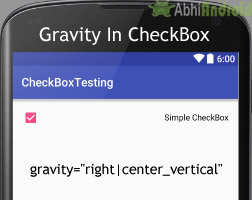 AbhiAndroid
Gravity In CheckBox
6:00
CheckBoxTesting
Simple CheckBox
gravity="right|center_vertical"